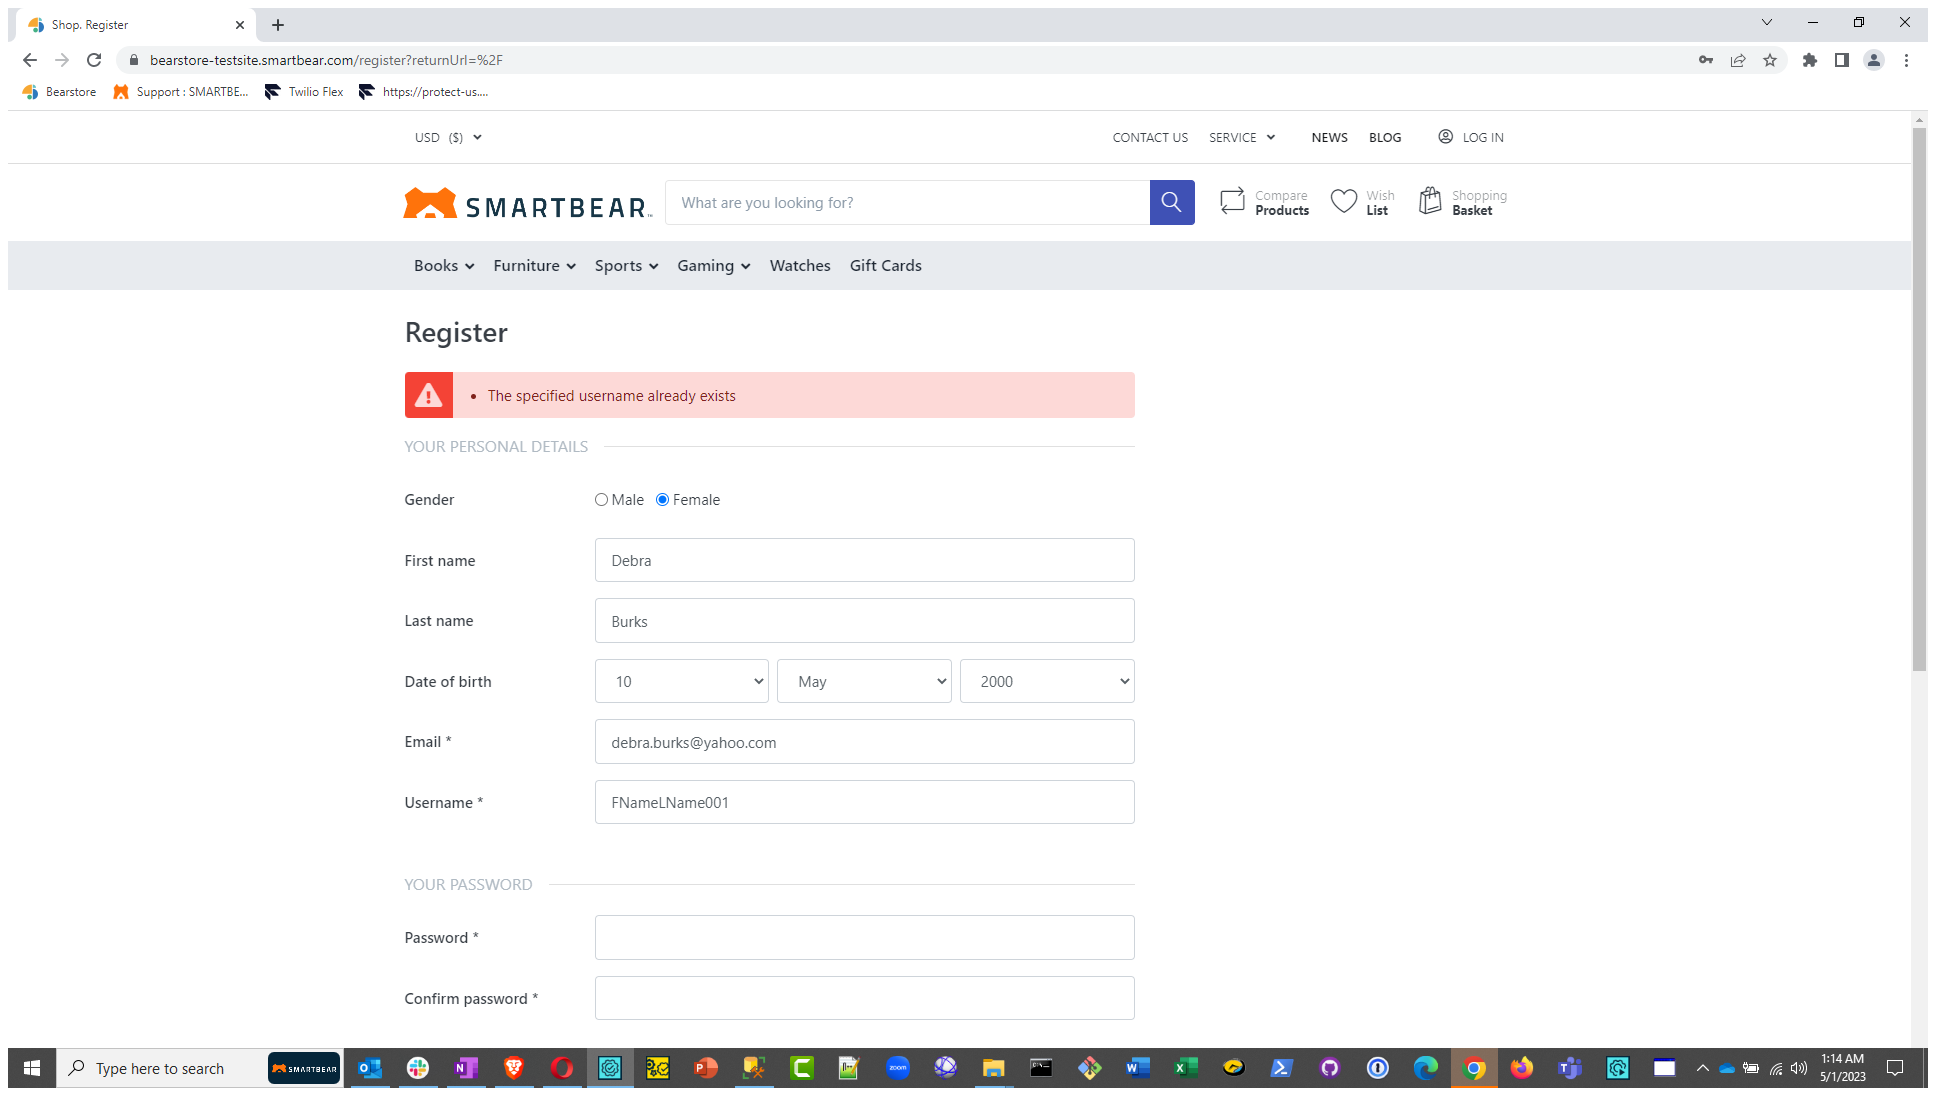 Shop. Register
bearstore-testsite.smartbear.com/register?returnUrl=%2F
Bearstore
Support : SMARTBE...
Twilio Flex
https://protect-us....
USD ($)
CONTACT US
SERVICE
NEWS
BLOG
LOG IN
SMARTBEAR
What are you looking for?
Compare
Products
Wish
List
Shopping
Basket
Books
Furniture
Sports
Gaming
Watches
Gift Cards
Register
• The specified username already exists
YOUR PERSONAL DETAILS
Gender
Male
Female
First name
Debra
Last name
Burks
Date of birth
10
May
2000
Email *
debra.burks@yahoo.com
Username *
FNameLName001
YOUR PASSWORD
Password *
Confirm password *
Type here to search
SMARTBEAR
zoom
1:14 AM
5/1/2023